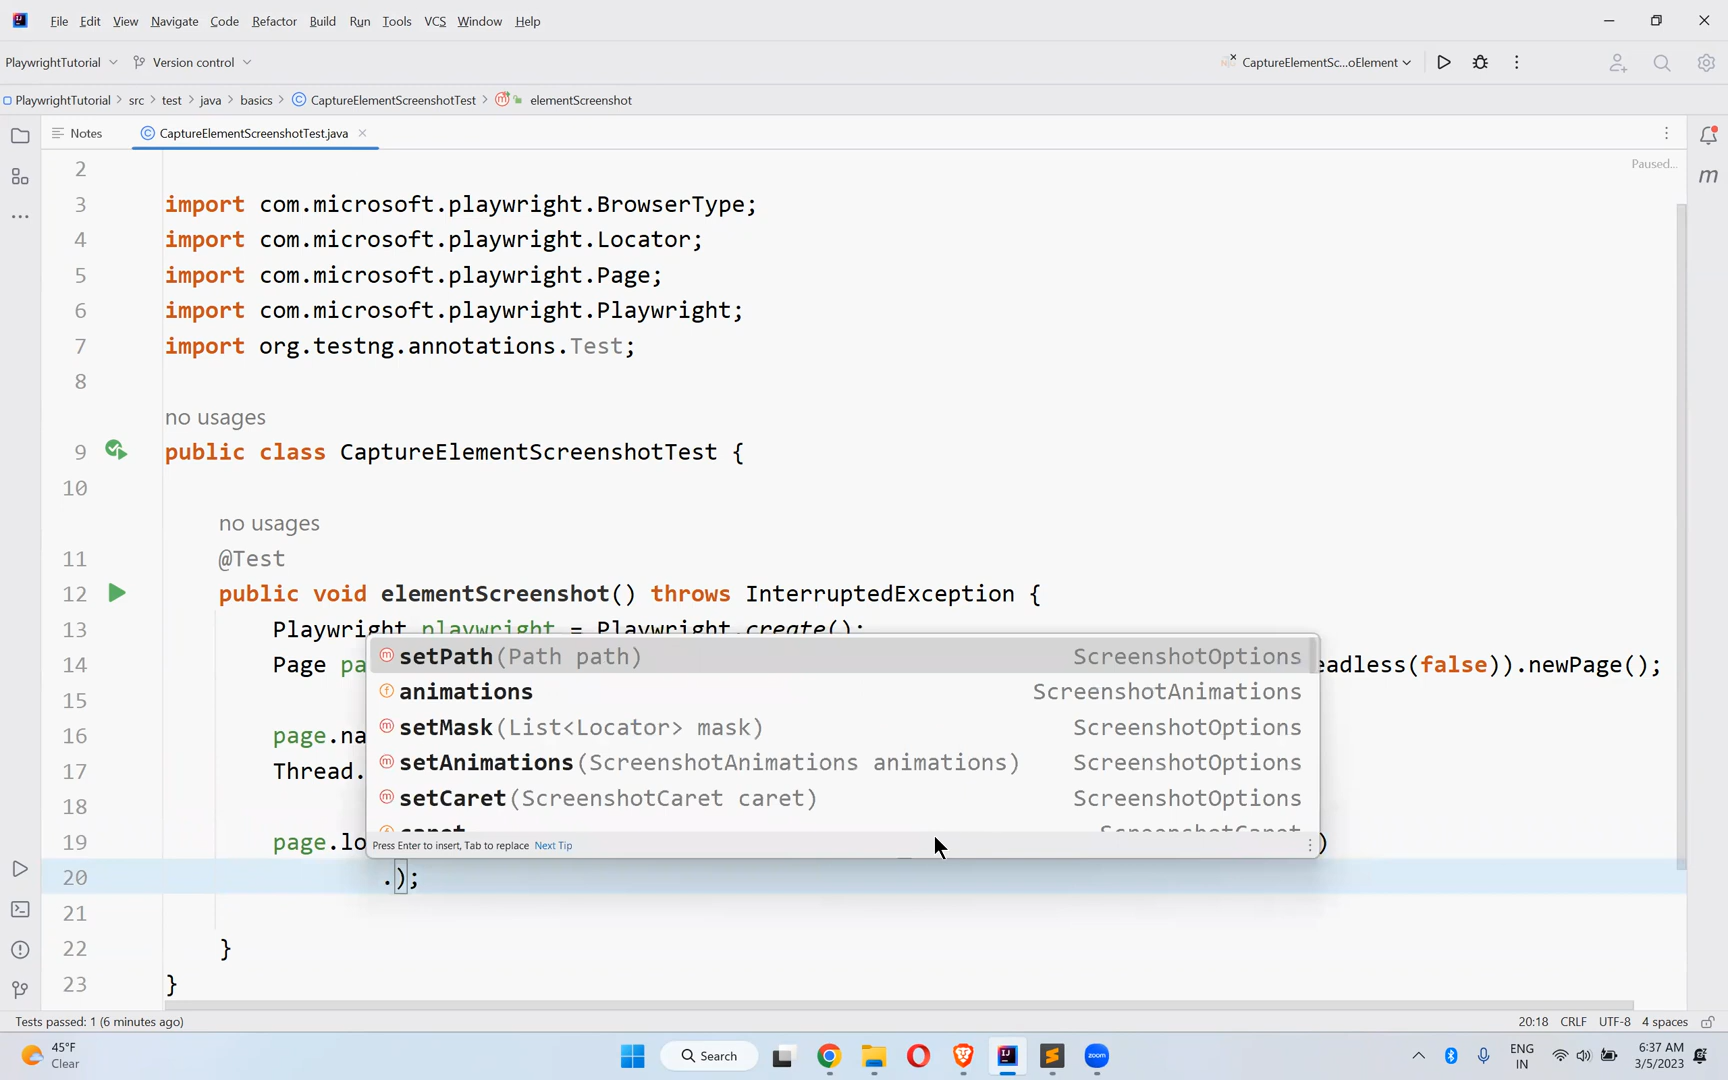 File Edit View Navigate Code Refactor Build Run Tools VCS Window Help
PlaywrightTutorial Version control CaptureElementSc...oElement
PlaywrightTutorial > src > test > java > basics > CaptureElementScreenshotTest > elementScreenshot
Notes CaptureElementScreenshotTest.java
Paused...
2
3 import com.microsoft.playwright.BrowserType;
4 import com.microsoft.playwright.Locator;
5 import com.microsoft.playwright.Page;
6 import com.microsoft.playwright.Playwright;
7 import org.testng.annotations.Test;
8
no usages
9 public class CaptureElementScreenshotTest {
10
no usages
11 @Test
12 public void elementScreenshot() throws InterruptedException {
13 Playwright playwright = Playwright.create();
14 Page pa eadless(false)).newPage();
setPath(Path path) ScreenshotOptions
animations ScreenshotAnimations
15
setMask(List<Locator> mask) ScreenshotOptions
16 page.na
setAnimations(ScreenshotAnimations animations) ScreenshotOptions
17 Thread.
setCaret(ScreenshotCaret caret) ScreenshotOptions
18
caret ScreenshotCaret
19 page.lo )
Press Enter to insert, Tab to replace Next Tip
20 .);
21
22 }
23 }
Tests passed: 1 (6 minutes ago) 20:18 CRLF UTF-8 4 spaces
45°F
Clear
Search
zoom
ENG
IN
6:37 AM
3/5/2023